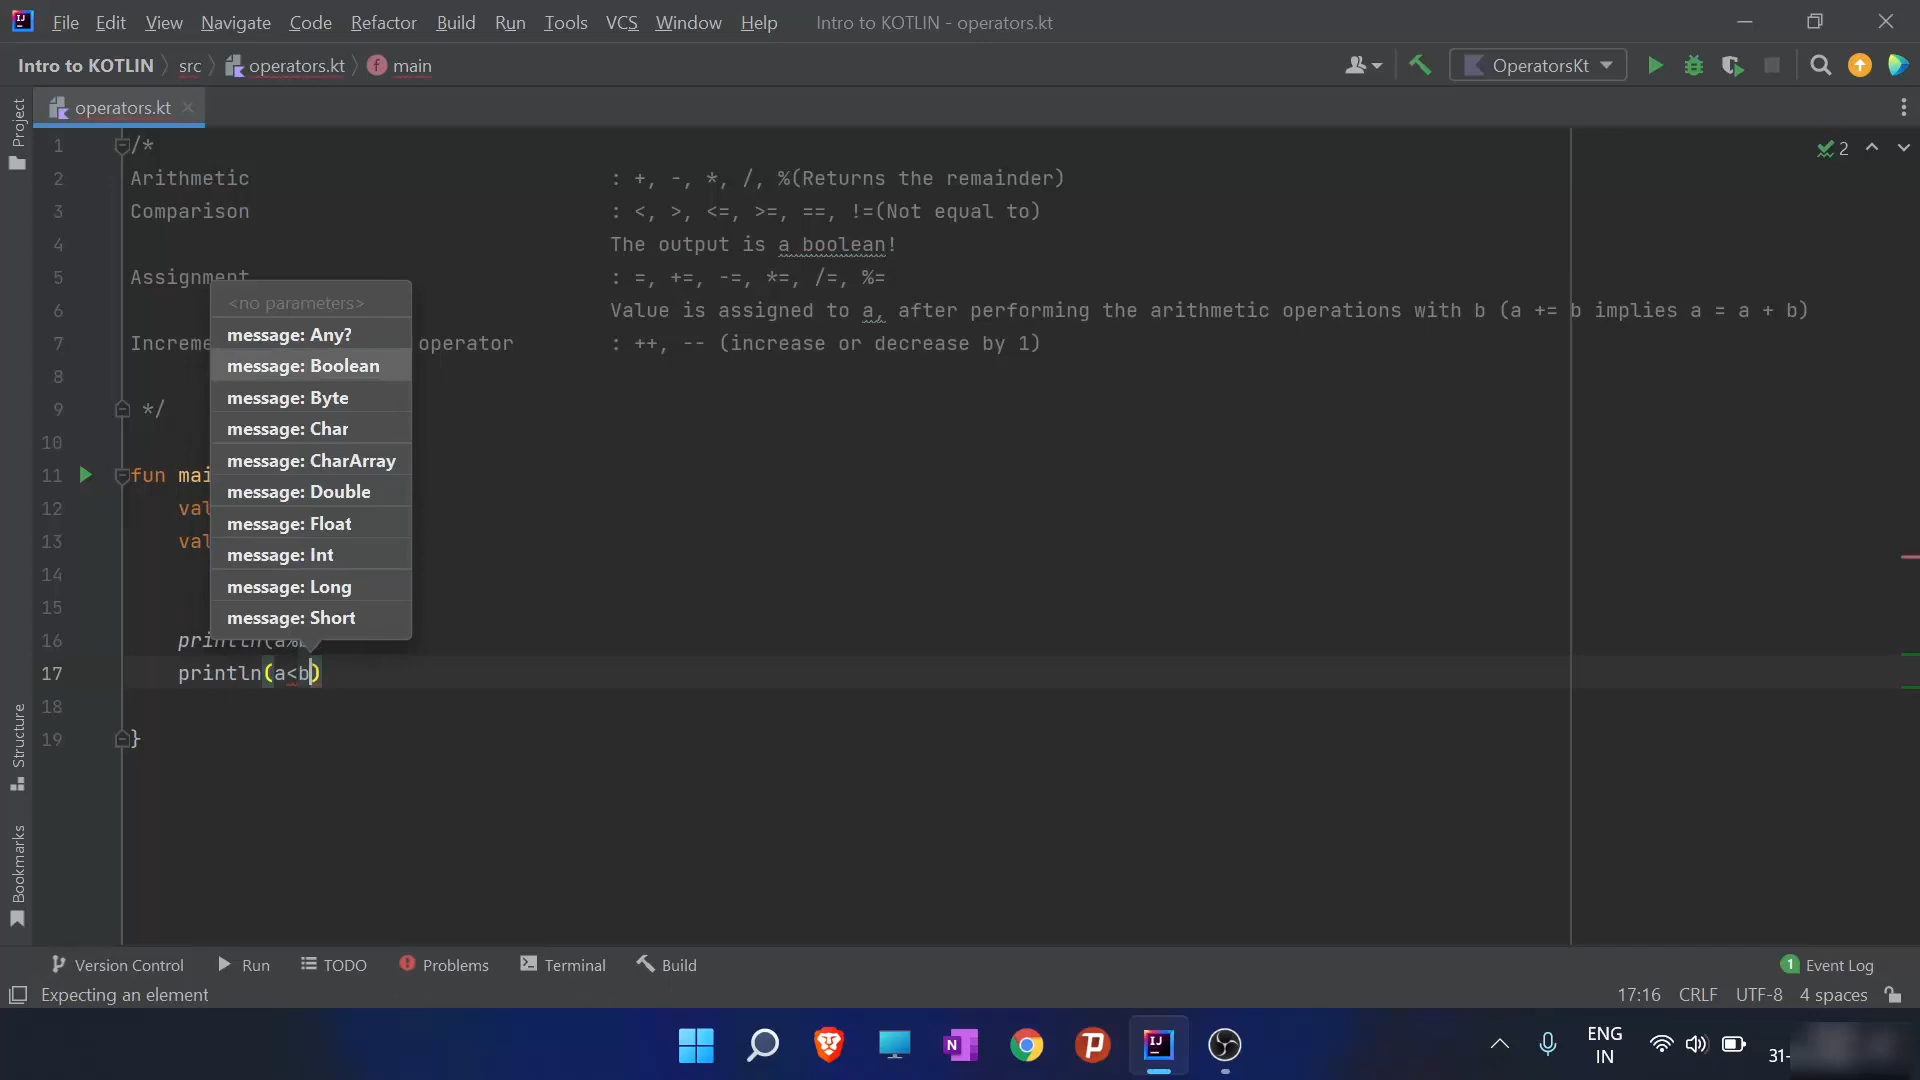 File Edit View Navigate Code Refactor Build Run Tools VCS Window Help Intro to KOTLIN - operators.kt
Intro to KOTLIN src operators.kt main OperatorsKt
Project
operators.kt
1 /*
2 Arithmetic : +, -, *, /, %(Returns the remainder)
3 Comparison : <, >, <=, >=, ==, !=(Not equal to)
4 The output is a boolean!
5 Assignment : =, +=, -=, *=, /=, %=
6 Value is assigned to a, after performing the arithmetic operations with b (a += b implies a = a + b)
7 Increme operator : ++, -- (increase or decrease by 1)
8
9 */
10
11 fun mai
12 val
13 val
14
15
16 println(a%
17 println(a<b)
18
19 }
2
<no parameters>
message: Any?
message: Boolean
message: Byte
message: Char
message: CharArray
message: Double
message: Float
message: Int
message: Long
message: Short
Structure
Bookmarks
Version Control Run TODO Problems Terminal Build 1 Event Log
Expecting an element 17:16 CRLF UTF-8 4 spaces
ENG
IN
31-